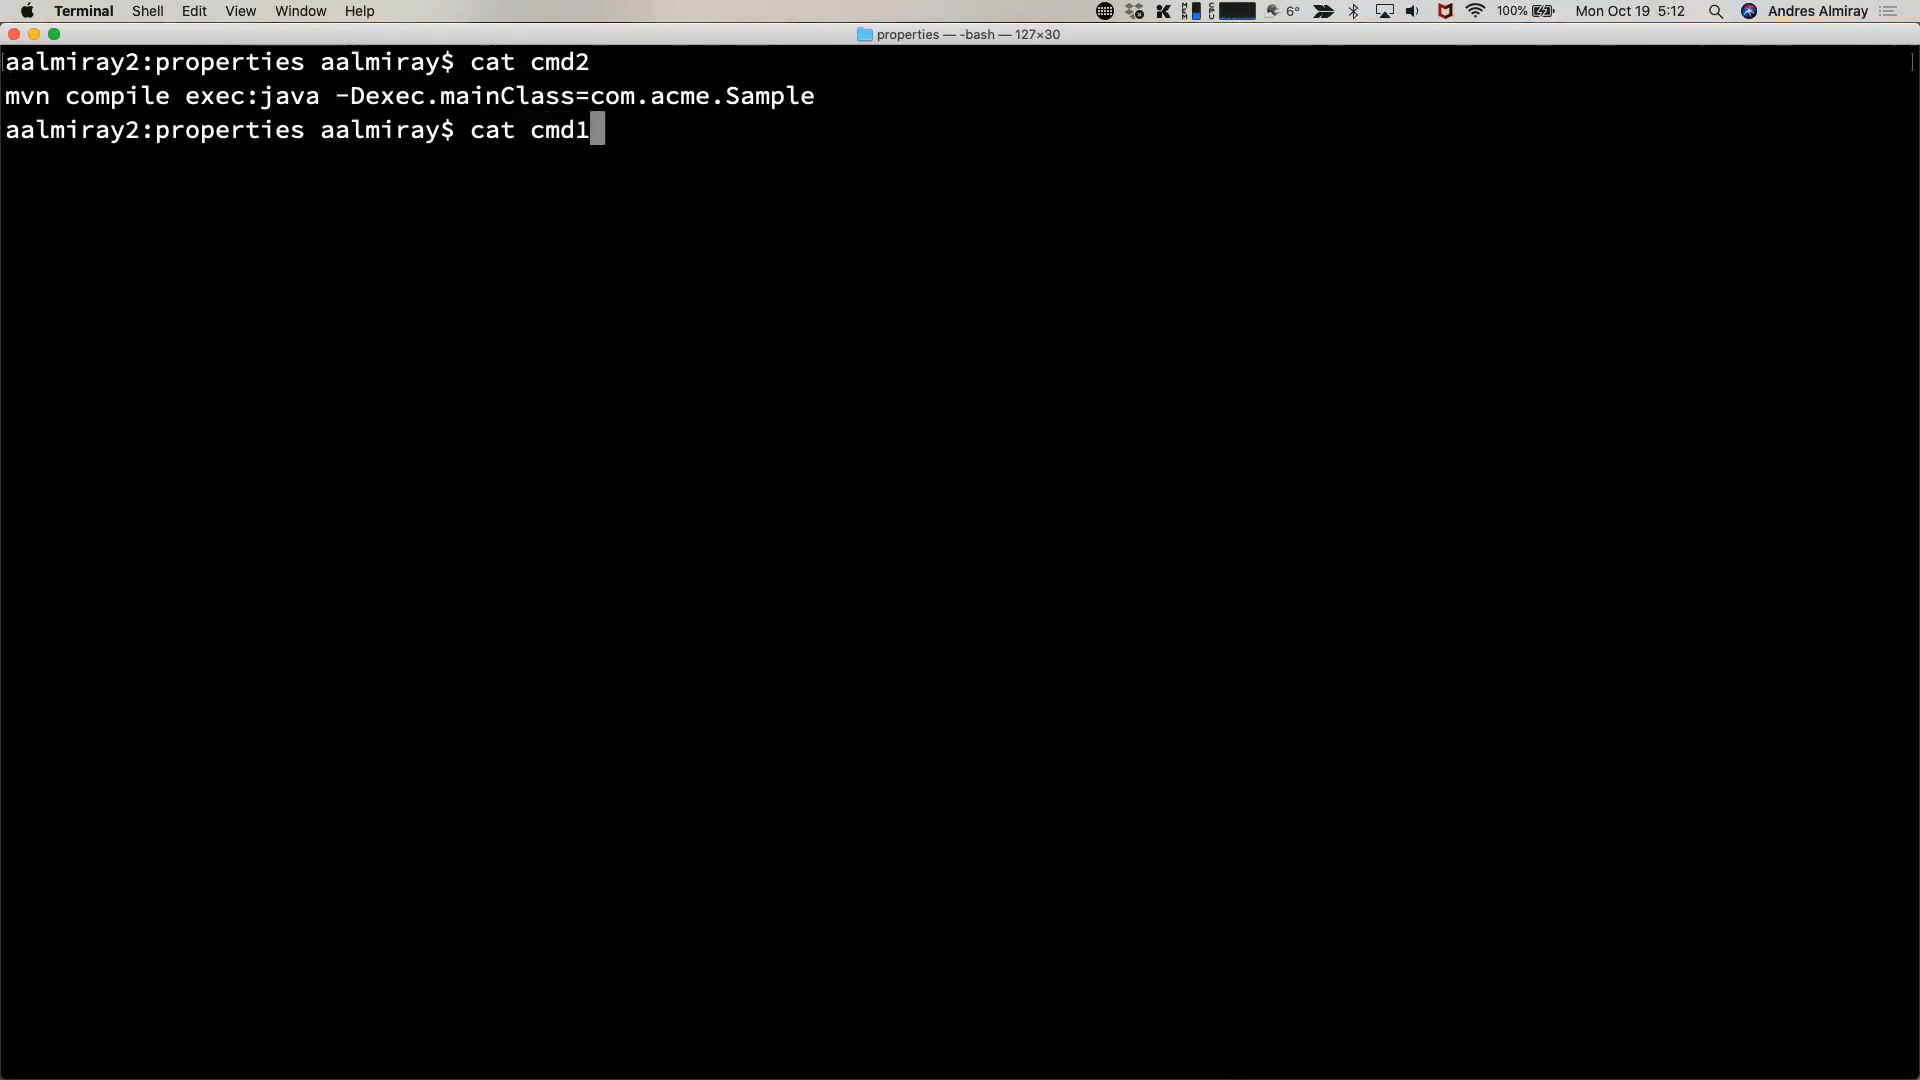 Terminal Shell Edit View Window Help 6° 100% Mon Oct 19 5:12 Andres Almiray
properties — -bash — 127×30
aalmiray2:properties aalmiray$ cat cmd2
mvn compile exec:java -Dexec.mainClass=com.acme.Sample
aalmiray2:properties aalmiray$ cat cmd1